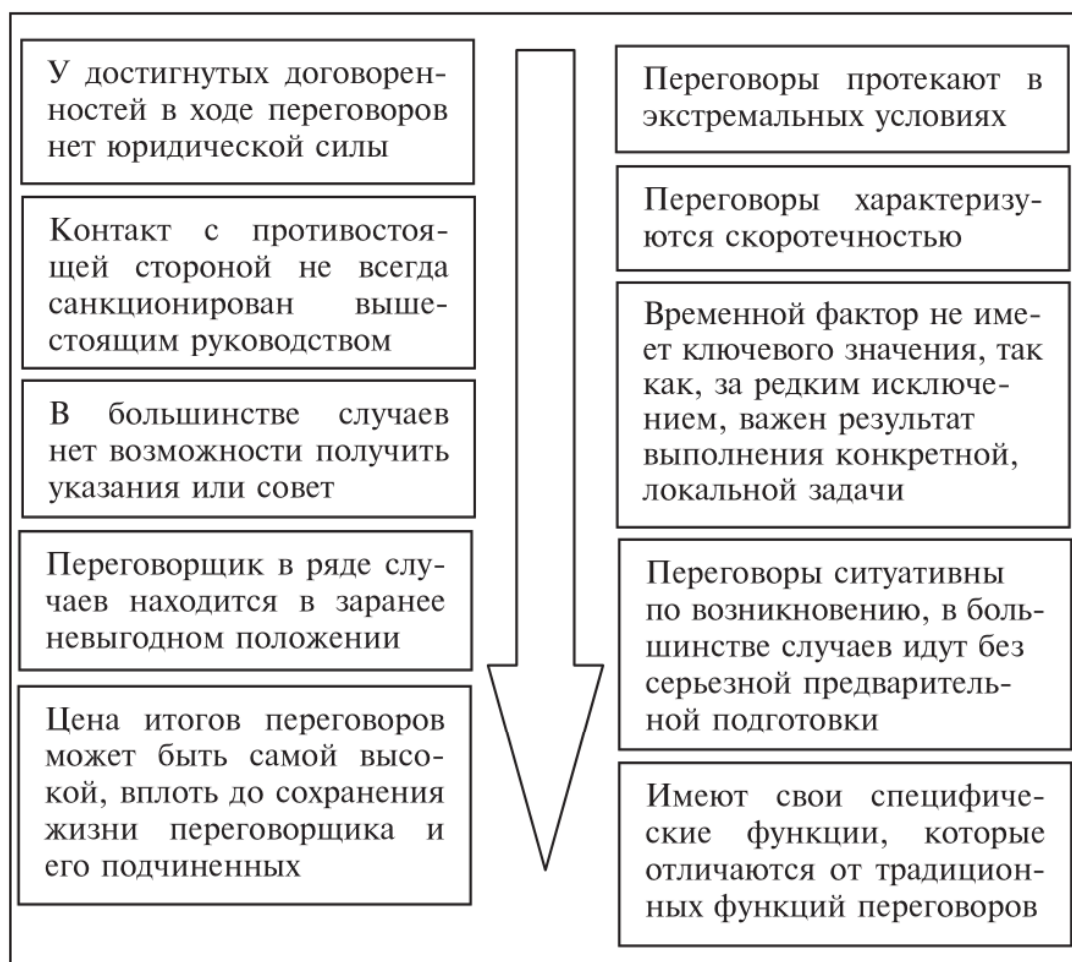 У достигнутых договорен-
ностей в ходе переговоров
нет юридической силы
Контакт с противостоя-
щей стороной не всегда
санкционирован выше-
стоящим руководством
В большинстве случаев
нет возможности получить
указания или совет
Переговорщик в ряде слу-
чаев находится в заранее
невыгодном положении
Цена итогов переговоров
может быть самой высо-
кой, вплоть до сохранения
жизни переговорщика и
его подчиненных
Переговоры протекают в
экстремальных условиях
Переговоры характеризу-
ются скоротечностью
Временной фактор не име-
ет ключевого значения, так
как, за редким исключе-
нием, важен результат
выполнения конкретной,
локальной задачи
Переговоры ситуативны
по возникновению, в боль-
шинстве случаев идут без
серьезной предваритель-
ной подготовки
Имеют свои специфиче-
ские функции, которые
отличаются от традицион-
ных функций переговоров